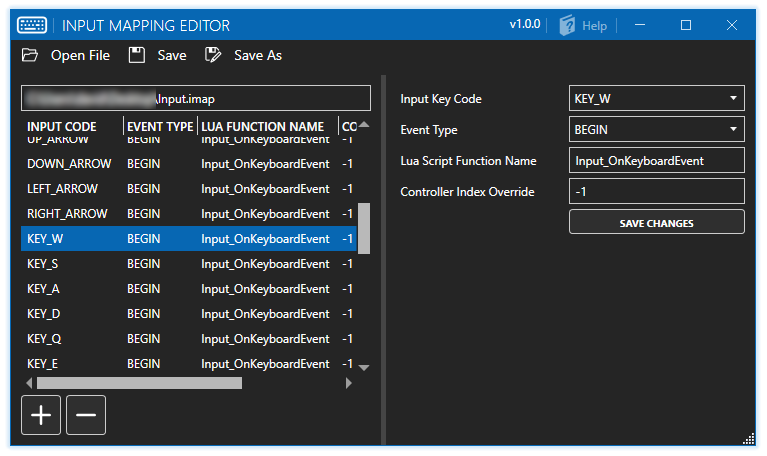 INPUT MAPPING EDITOR v1.0.0 Help
Open File Save Save As
\Input.imap
INPUT CODE EVENT TYPE LUA FUNCTION NAME CO
UP_ARROW BEGIN Input_OnKeyboardEvent -1
DOWN_ARROW BEGIN Input_OnKeyboardEvent -1
LEFT_ARROW BEGIN Input_OnKeyboardEvent -1
RIGHT_ARROW BEGIN Input_OnKeyboardEvent -1
KEY_W BEGIN Input_OnKeyboardEvent -1
KEY_S BEGIN Input_OnKeyboardEvent -1
KEY_A BEGIN Input_OnKeyboardEvent -1
KEY_D BEGIN Input_OnKeyboardEvent -1
KEY_Q BEGIN Input_OnKeyboardEvent -1
KEY_E BEGIN Input_OnKeyboardEvent -1
Input Key Code KEY_W
Event Type BEGIN
Lua Script Function Name Input_OnKeyboardEvent
Controller Index Override -1
SAVE CHANGES